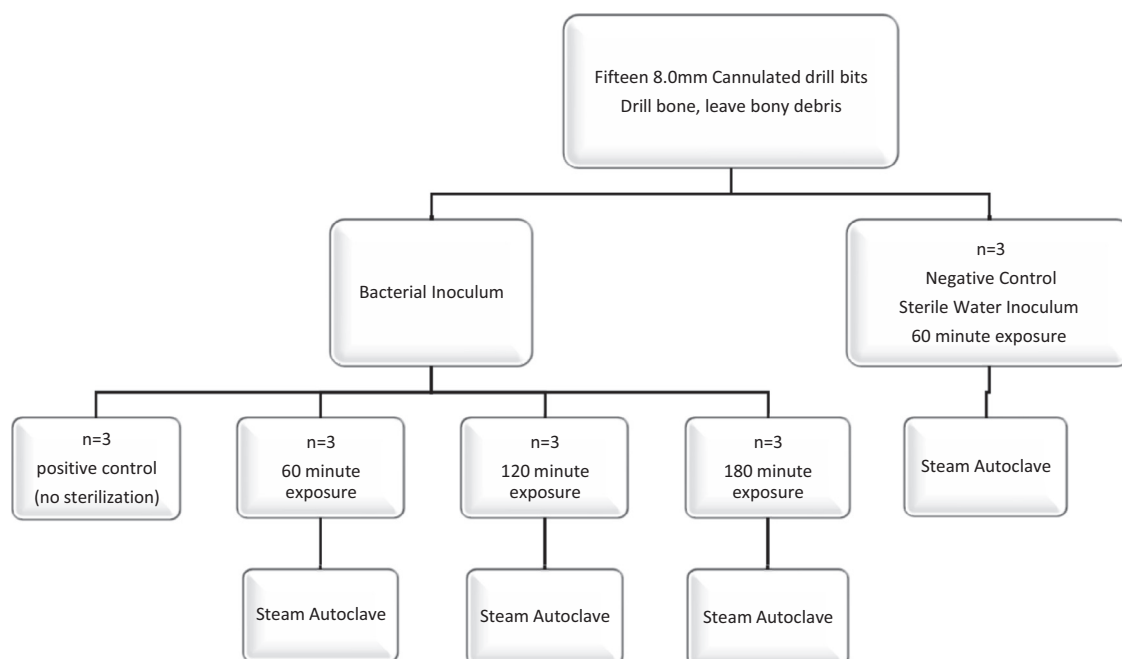 Fifteen 8.0mm Cannulated drill bits
Drill bone, leave bony debris
Bacterial Inoculum
n=3
Negative Control
Sterile Water Inoculum
60 minute exposure
n=3
positive control
(no sterilization)
n=3
60 minute
exposure
n=3
120 minute
exposure
n=3
180 minute
exposure
Steam Autoclave
Steam Autoclave
Steam Autoclave
Steam Autoclave